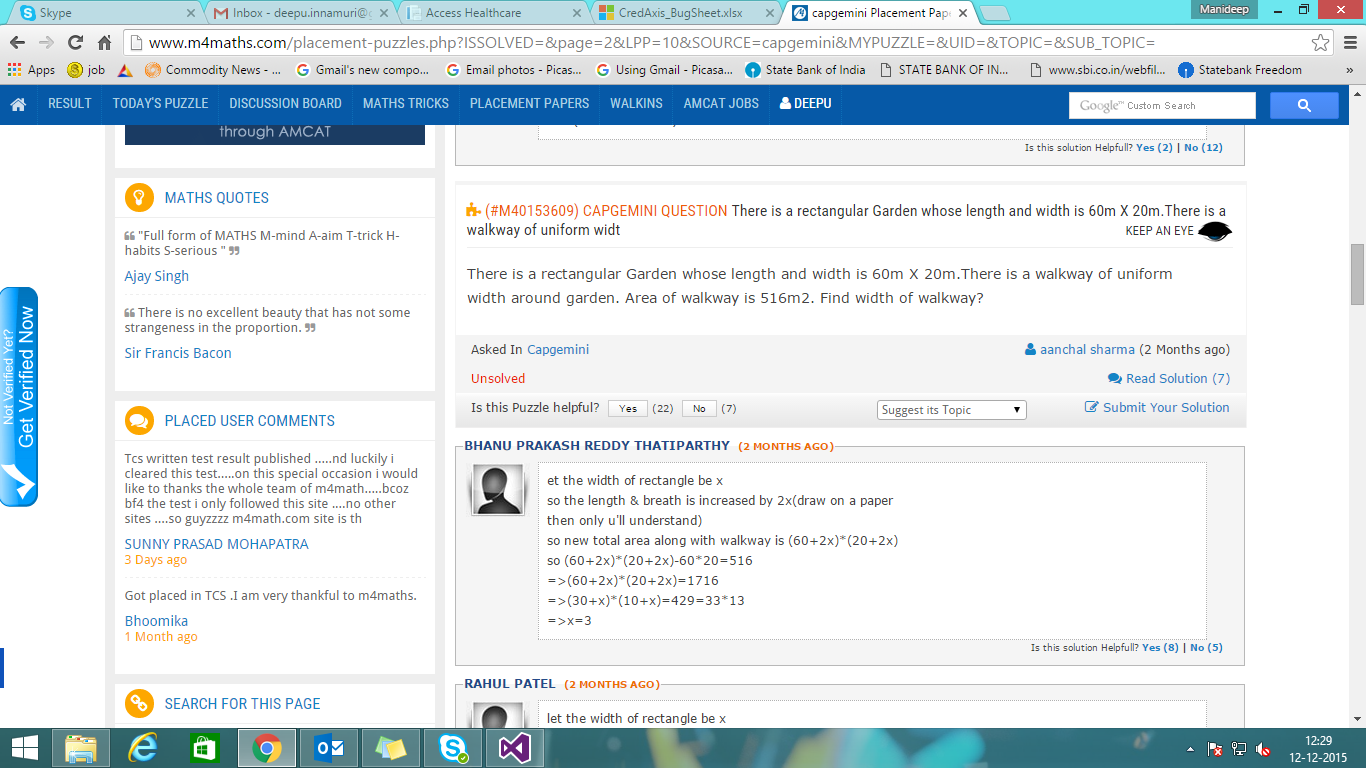 Skype
Inbox - deepu.innamuri@g
Access Healthcare
CredAxis_BugSheet.xlsx
capgemini Placement Pape
Manideep
www.m4maths.com/placement-puzzles.php?ISSOLVED=&page=2&LPP=10&SOURCE=capgemini&MYPUZZLE=&UID=&TOPIC=&SUB_TOPIC=
Apps
job
Commodity News - ...
Gmail's new compo...
Email photos - Picas...
Using Gmail - Picasa...
State Bank of India
STATE BANK OF IN...
www.sbi.co.in/webfil...
Statebank Freedom
»
RESULT
TODAY'S PUZZLE
DISCUSSION BOARD
MATHS TRICKS
PLACEMENT PAPERS
WALKINS
AMCAT JOBS
DEEPU
Google™ Custom Search
through AMCAT
Is this solution Helpfull? Yes (2) | No (12)
MATHS QUOTES
"Full form of MATHS M-mind A-aim T-trick H-
habits S-serious "
Ajay Singh
There is no excellent beauty that has not some
strangeness in the proportion.
Sir Francis Bacon
Not Verified Yet?
Get Verified Now
PLACED USER COMMENTS
Tcs written test result published .....nd luckily i
cleared this test.....on this special occasion i would
like to thanks the whole team of m4math.....bcoz
bf4 the test i only followed this site ....no other
sites ....so guyzzzz m4math.com site is th
SUNNY PRASAD MOHAPATRA
3 Days ago
Got placed in TCS .I am very thankful to m4maths.
Bhoomika
1 Month ago
SEARCH FOR THIS PAGE
(#M40153609) CAPGEMINI QUESTION There is a rectangular Garden whose length and width is 60m X 20m.There is a
walkway of uniform widt
KEEP AN EYE
There is a rectangular Garden whose length and width is 60m X 20m.There is a walkway of uniform
width around garden. Area of walkway is 516m2. Find width of walkway?
Asked In Capgemini
aanchal sharma (2 Months ago)
Unsolved
Read Solution (7)
Is this Puzzle helpful? Yes (22) No (7)
Suggest its Topic
Submit Your Solution
BHANU PRAKASH REDDY THATIPARTHY (2 MONTHS AGO)
et the width of rectangle be x
so the length & breath is increased by 2x(draw on a paper
then only u'll understand)
so new total area along with walkway is (60+2x)*(20+2x)
so (60+2x)*(20+2x)-60*20=516
=>(60+2x)*(20+2x)=1716
=>(30+x)*(10+x)=429=33*13
=>x=3
Is this solution Helpfull? Yes (8) | No (5)
RAHUL PATEL (2 MONTHS AGO)
let the width of rectangle be x
12:29
12-12-2015